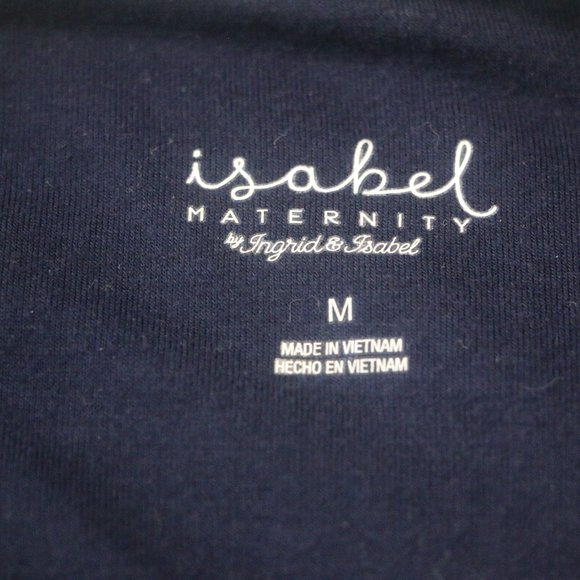 isabel
MATERNITY
by Ingrid & Isabel
M
MADE IN VIETNAM
HECHO EN VIETNAM